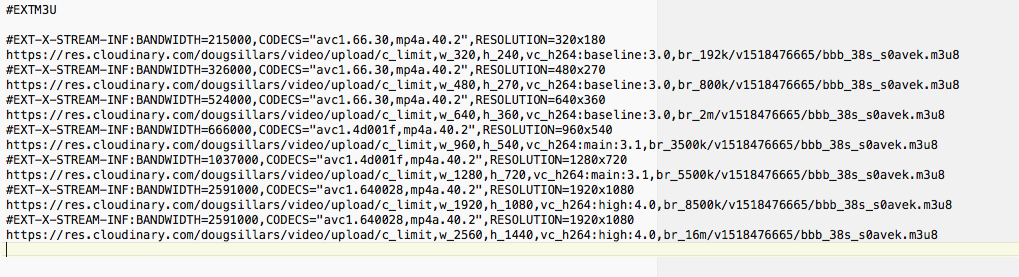 #EXTM3U
#EXT-X-STREAM-INF:BANDWIDTH=215000,CODECS="avc1.66.30,mp4a.40.2",RESOLUTION=320x180
https://res.cloudinary.com/dougsillars/video/upload/c_limit,w_320,h_240,vc_h264:baseline:3.0,br_192k/v1518476665/bbb_38s_s0avek.m3u8
#EXT-X-STREAM-INF:BANDWIDTH=326000,CODECS="avc1.66.30,mp4a.40.2",RESOLUTION=480x270
https://res.cloudinary.com/dougsillars/video/upload/c_limit,w_480,h_270,vc_h264:baseline:3.0,br_800k/v1518476665/bbb_38s_s0avek.m3u8
#EXT-X-STREAM-INF:BANDWIDTH=524000,CODECS="avc1.66.30,mp4a.40.2",RESOLUTION=640x360
https://res.cloudinary.com/dougsillars/video/upload/c_limit,w_640,h_360,vc_h264:baseline:3.0,br_2m/v1518476665/bbb_38s_s0avek.m3u8
#EXT-X-STREAM-INF:BANDWIDTH=666000,CODECS="avc1.4d001f,mp4a.40.2",RESOLUTION=960x540
https://res.cloudinary.com/dougsillars/video/upload/c_limit,w_960,h_540,vc_h264:main:3.1,br_3500k/v1518476665/bbb_38s_s0avek.m3u8
#EXT-X-STREAM-INF:BANDWIDTH=1037000,CODECS="avc1.4d001f,mp4a.40.2",RESOLUTION=1280x720
https://res.cloudinary.com/dougsillars/video/upload/c_limit,w_1280,h_720,vc_h264:main:3.1,br_5500k/v1518476665/bbb_38s_s0avek.m3u8
#EXT-X-STREAM-INF:BANDWIDTH=2591000,CODECS="avc1.640028,mp4a.40.2",RESOLUTION=1920x1080
https://res.cloudinary.com/dougsillars/video/upload/c_limit,w_1920,h_1080,vc_h264:high:4.0,br_8500k/v1518476665/bbb_38s_s0avek.m3u8
#EXT-X-STREAM-INF:BANDWIDTH=2591000,CODECS="avc1.640028,mp4a.40.2",RESOLUTION=1920x1080
https://res.cloudinary.com/dougsillars/video/upload/c_limit,w_2560,h_1440,vc_h264:high:4.0,br_16m/v1518476665/bbb_38s_s0avek.m3u8